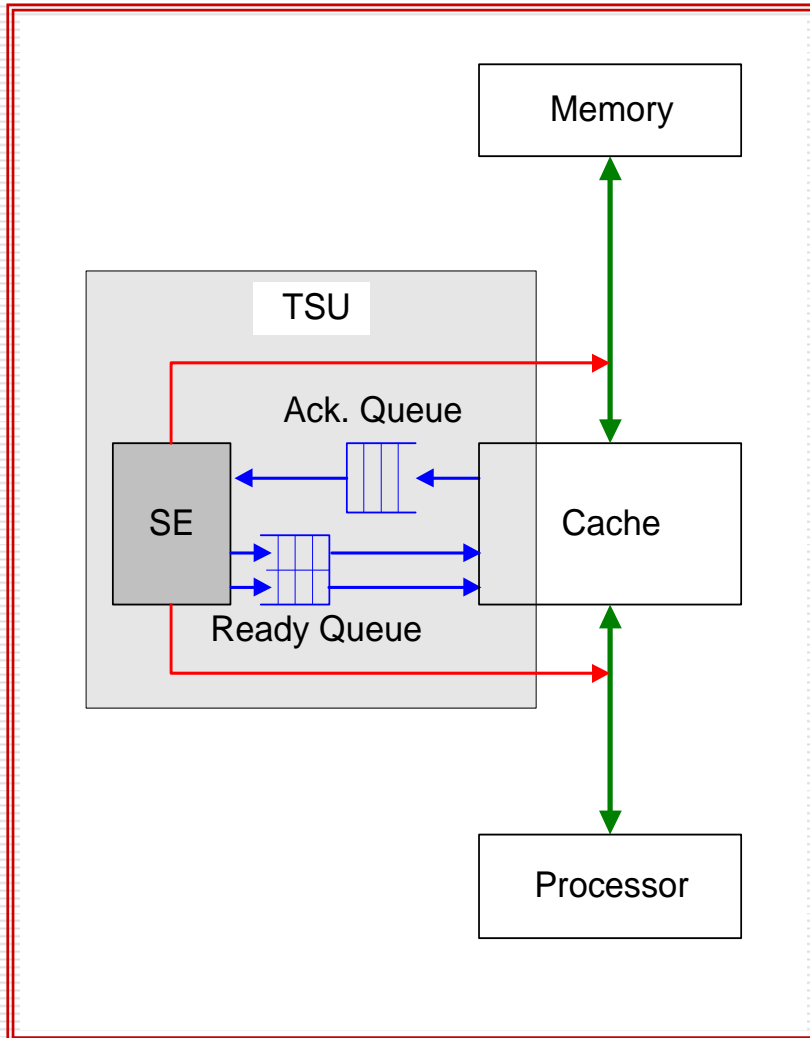 Memory
TSU
Ack. Queue
SE
Cache
Ready Queue
Processor